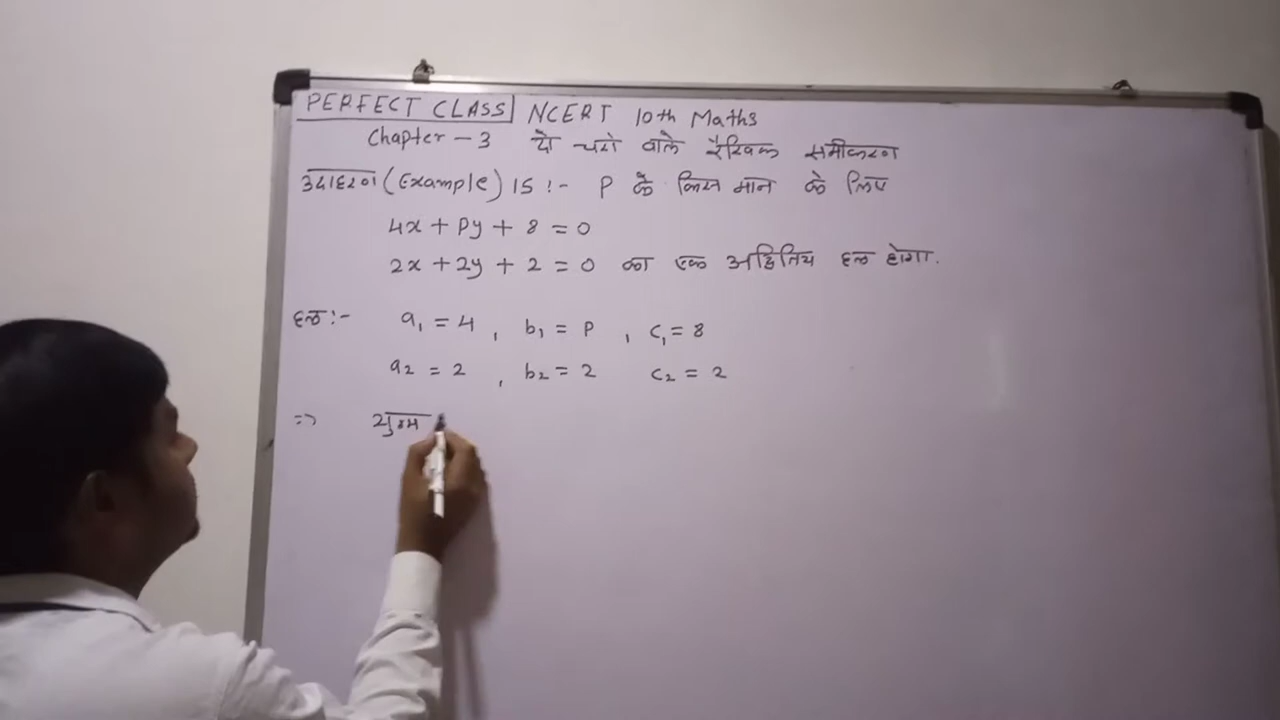 PERFECT CLASS NCERT 10th Maths
Chapter - 3 दो चरो वाले रैखिक समीकरण
उदाहरण (Example) 15 :- P के किस मान के लिए
4x + Py + 8 = 0
2x + 2y + 2 = 0 का एक अद्वितिय हल होगा.
हल :- a₁ = 4 , b₁ = P , c₁ = 8
a₂ = 2 , b₂ = 2 c₂ = 2
=> युग्म